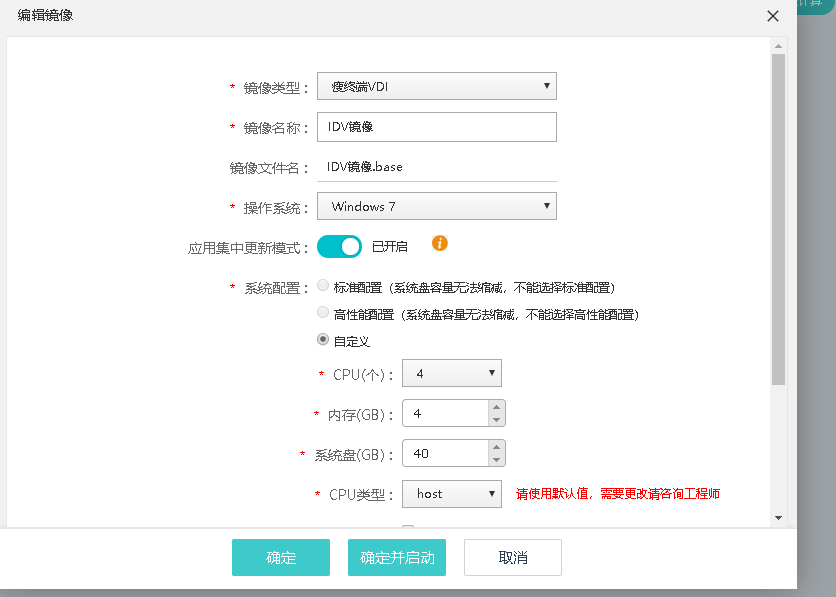 编辑镜像
计算
* 镜像类型： 瘦终端VDI
* 镜像名称： IDV镜像
镜像文件名： IDV镜像.base
* 操作系统： Windows 7
应用集中更新模式： 已开启
* 系统配置： 标准配置（系统盘容量无法缩减，不能选择标准配置）
高性能配置（系统盘容量无法缩减，不能选择高性能配置）
自定义
* CPU(个)： 4
* 内存(GB)： 4
* 系统盘(GB)： 40
* CPU类型： host 请使用默认值，需要更改请咨询工程师
确定 确定并启动 取消